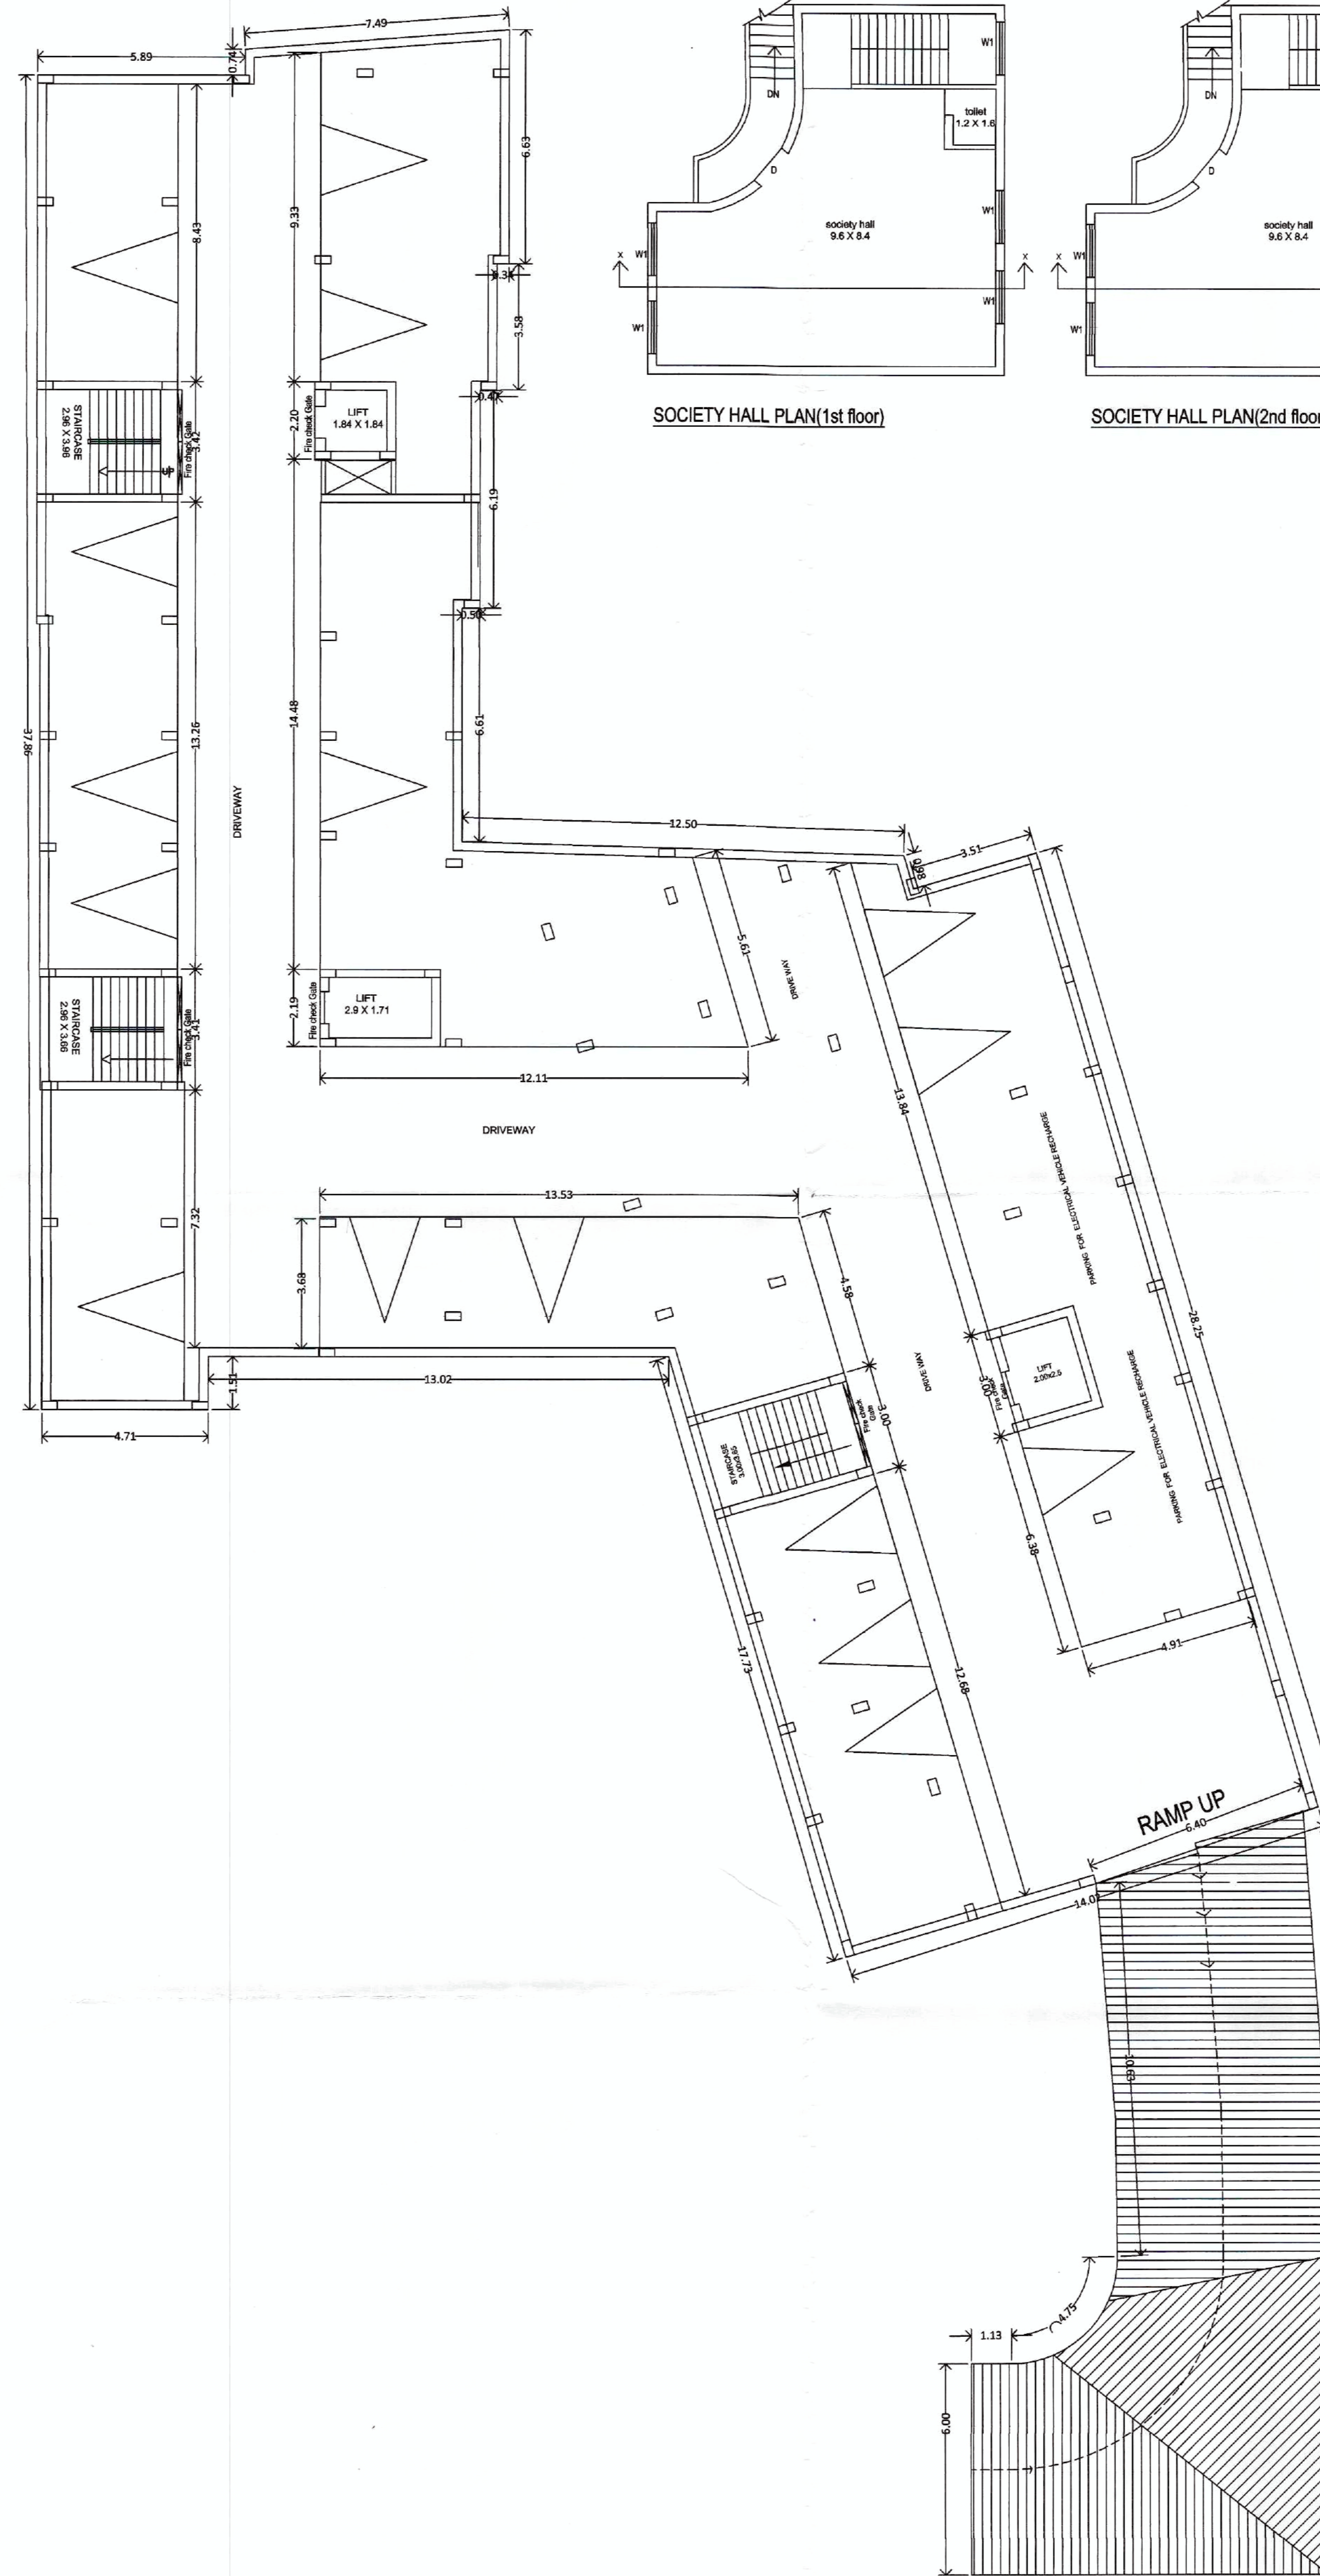 7.49
5.89
0.74
6.63
8.43
9.33
0.31
3.58
STAIRCASE
2.96 X 3.98
UP
Fire check Gate
3.42
2.20
Fire check Gate
LIFT
1.84 X 1.84
0.47
6.19
0.50
37.86
13.26
14.48
6.61
DRIVEWAY
DN
W1
toilet
1.2 X 1.6
D
society hall
9.6 X 8.4
W1
X
W1
X
W1
W1
SOCIETY HALL PLAN(1st floor)
DN
D
society hall
9.6 X 8.4
X
W1
W1
SOCIETY HALL PLAN(2nd floor
12.50
0.98
3.51
5.61
DRIVE WAY
STAIRCASE
2.96 X 3.66
Fire check Gate
3.41
2.19
Fire check Gate
LIFT
2.9 X 1.71
12.11
13.84
PARKING FOR ELECTRICAL VEHICLE RECHARGE
DRIVEWAY
13.53
7.32
3.68
4.58
28.25
DRIVE WAY
3.00
Fire check
Gate
LIFT
2.00x2.5
PARKING FOR ELECTRICAL VEHICLE RECHARGE
1.51
13.02
4.71
STAIRCASE
3.00x3.85
Fire check
Gate
3.00
6.38
4.91
17.73
12.68
RAMP UP
6.40
14.07
10.63
4.75
1.13
6.00